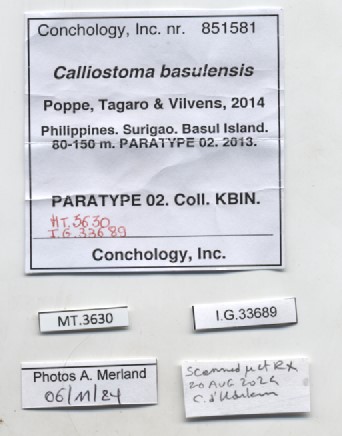 Conchology, Inc. nr. 851581
Calliostoma basulensis
Poppe, Tagaro & Vilvens, 2014
Philippines. Surigao. Basul Island.
80-150 m. PARATYPE 02. 2013.
PARATYPE 02. Coll. KBIN.
MT.3630
I.G.33689
Conchology, Inc.
MT.3630
I.G.33689
Photos A. Merland
06/11/24
Scanned µct RX
20 AUG 2024